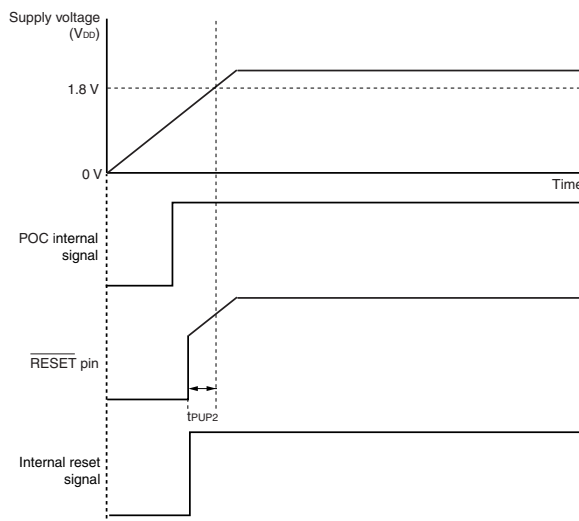 Supply voltage
(VDD)
1.8 V
0 V
Time
POC internal
signal
RESET pin
tPUP2
Internal reset
signal